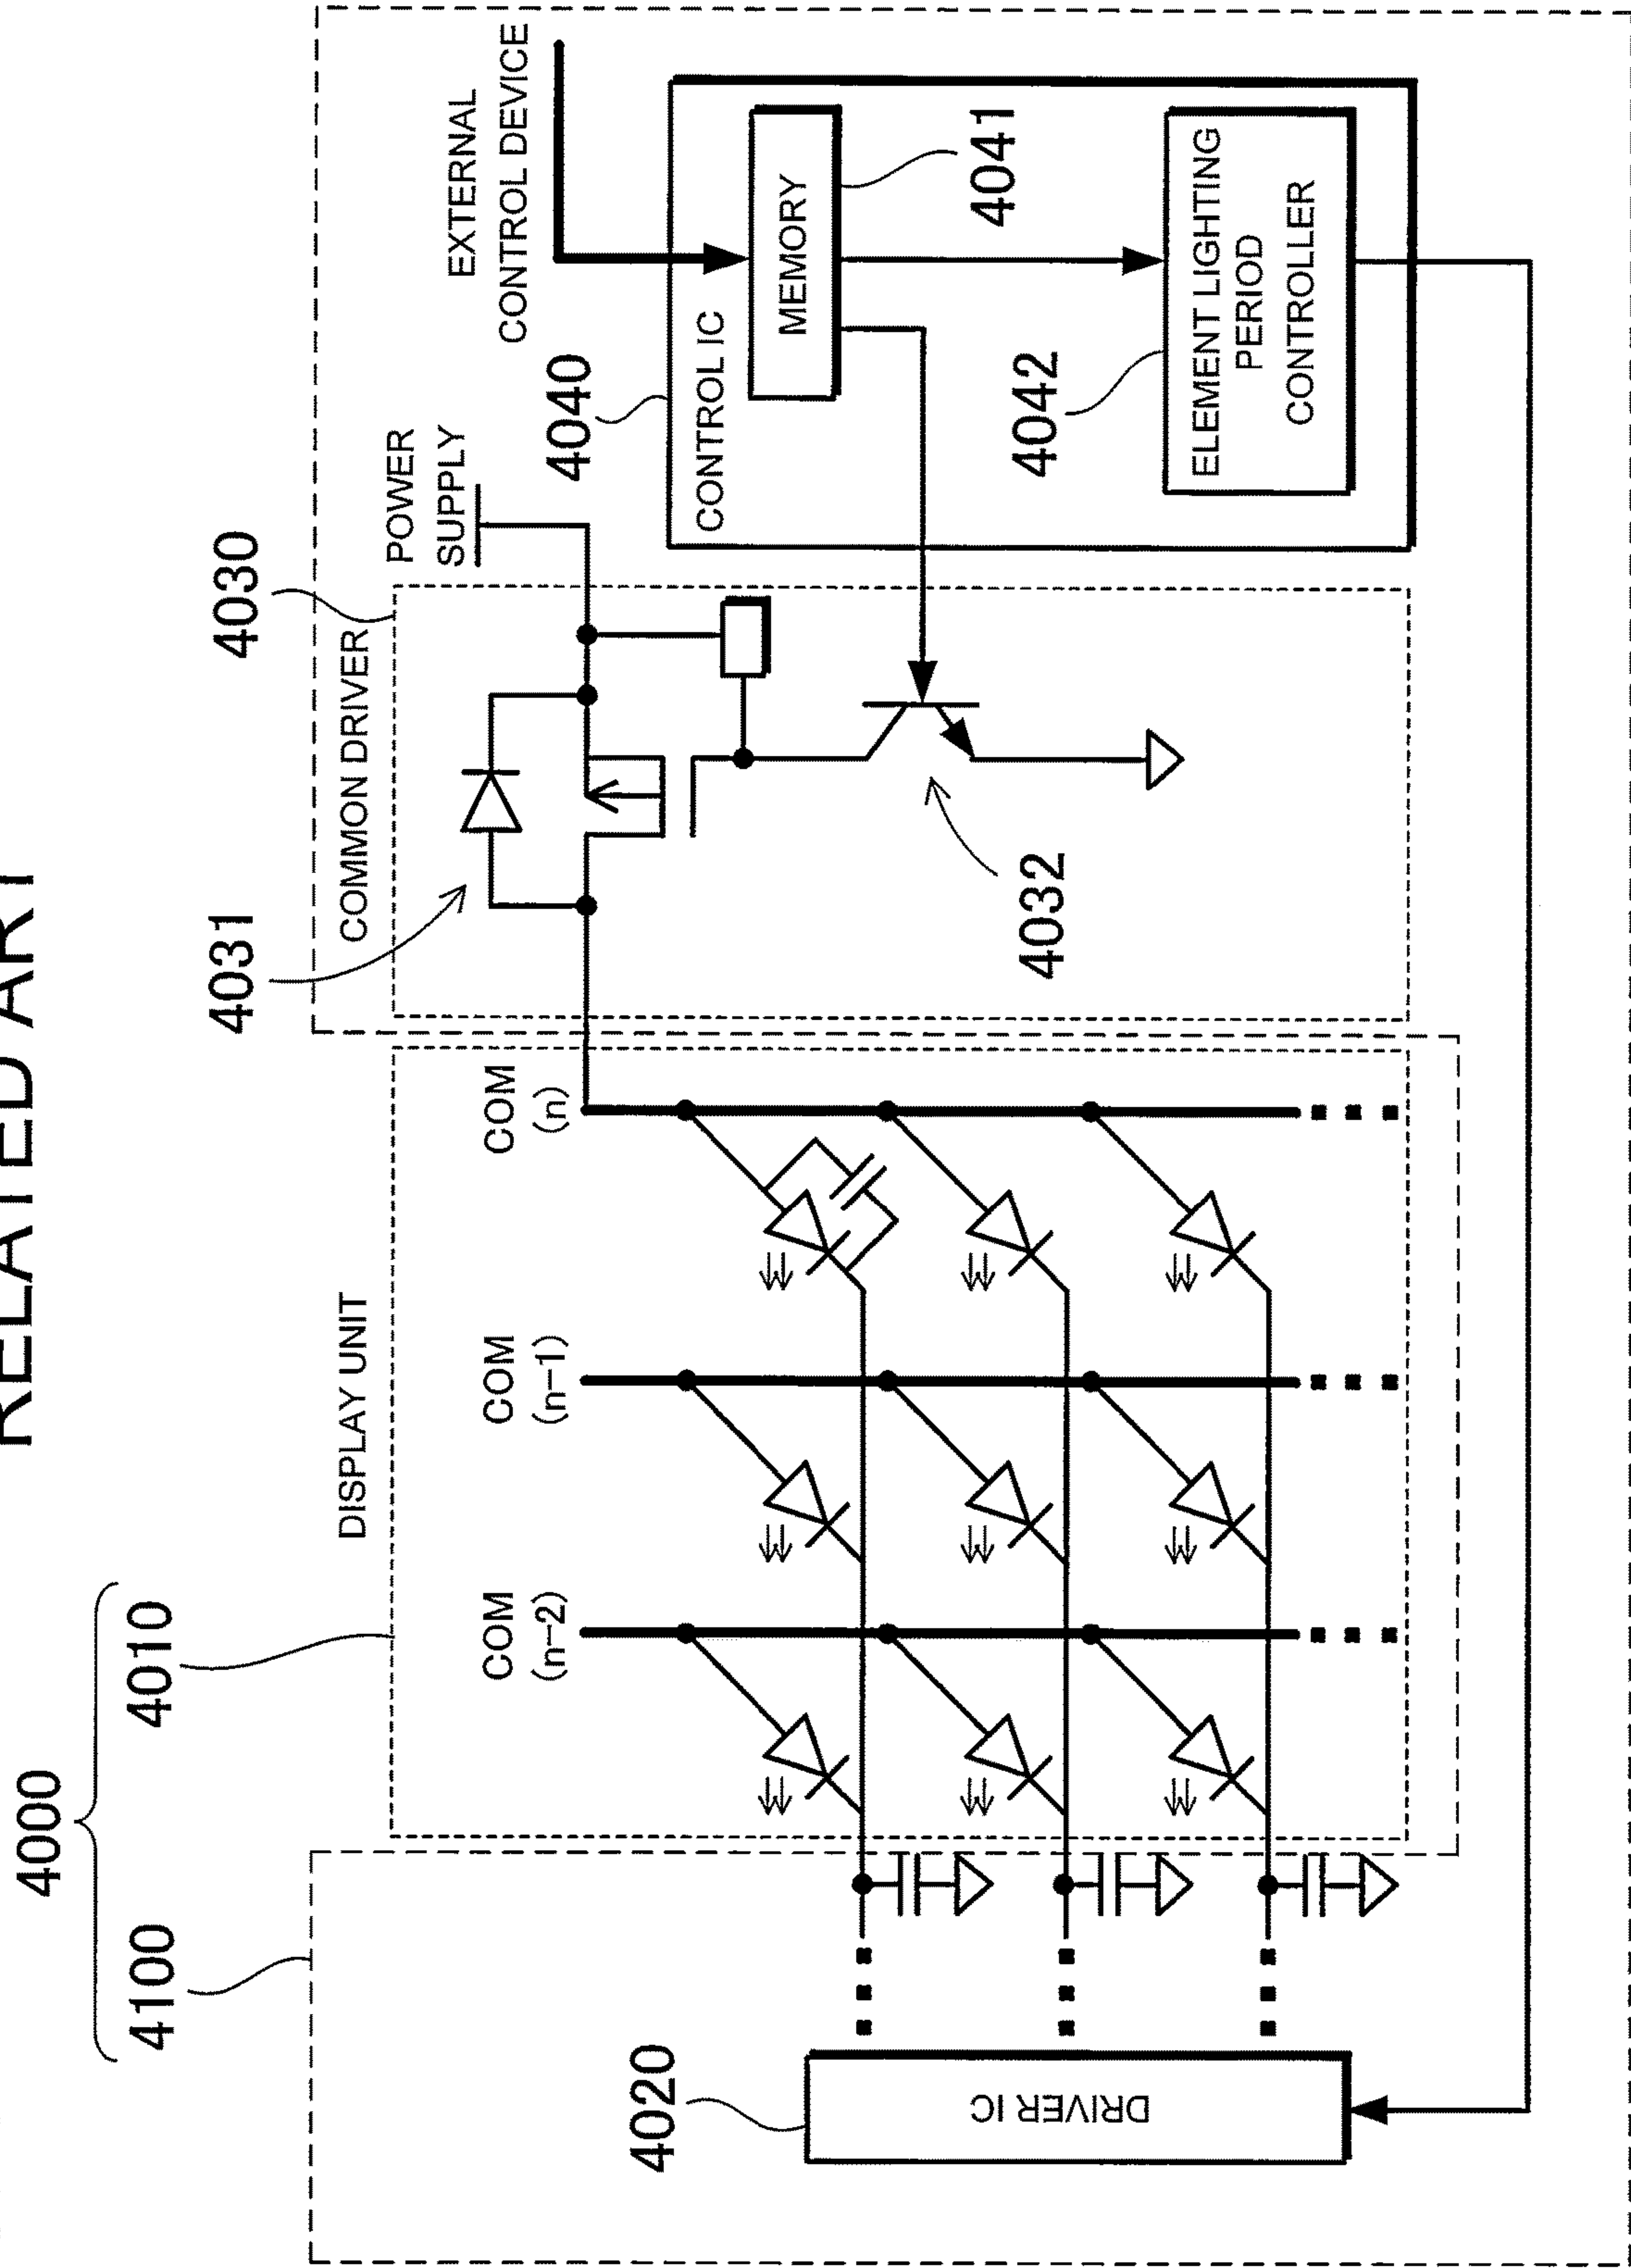 RELATED ART
4000
4100
4010
4020
DRIVER IC
DISPLAY UNIT
COM
(n-2)
COM
(n-1)
COM
(n)
4031
4030
COMMON DRIVER
4032
POWER
SUPPLY
4040
CONTROL IC
EXTERNAL
CONTROL DEVICE
MEMORY
4041
4042
ELEMENT LIGHTING
PERIOD
CONTROLLER